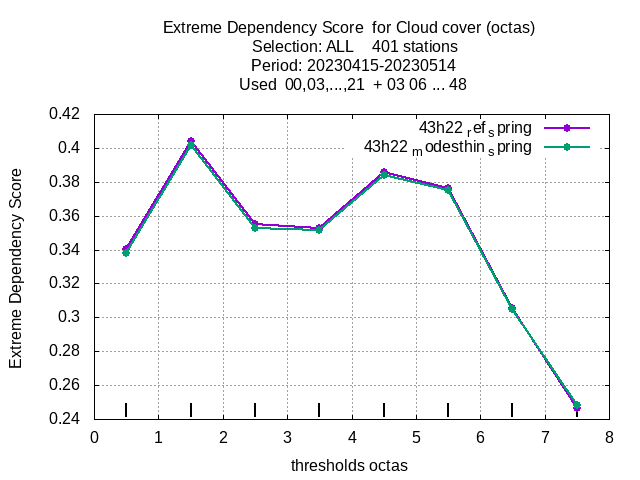 Extreme Dependency Score  for Cloud cover (octas)
Selection: ALL    401 stations
Period: 20230415-20230514
Used  00,03,...,21  + 03 06 ... 48
43h22 ref spring
43h22 modesthin spring
0.42
0.4
0.38
0.36
0.34
0.32
0.3
0.28
0.26
0.24
Extreme Dependency Score
0 1 2 3 4 5 6 7 8
thresholds octas